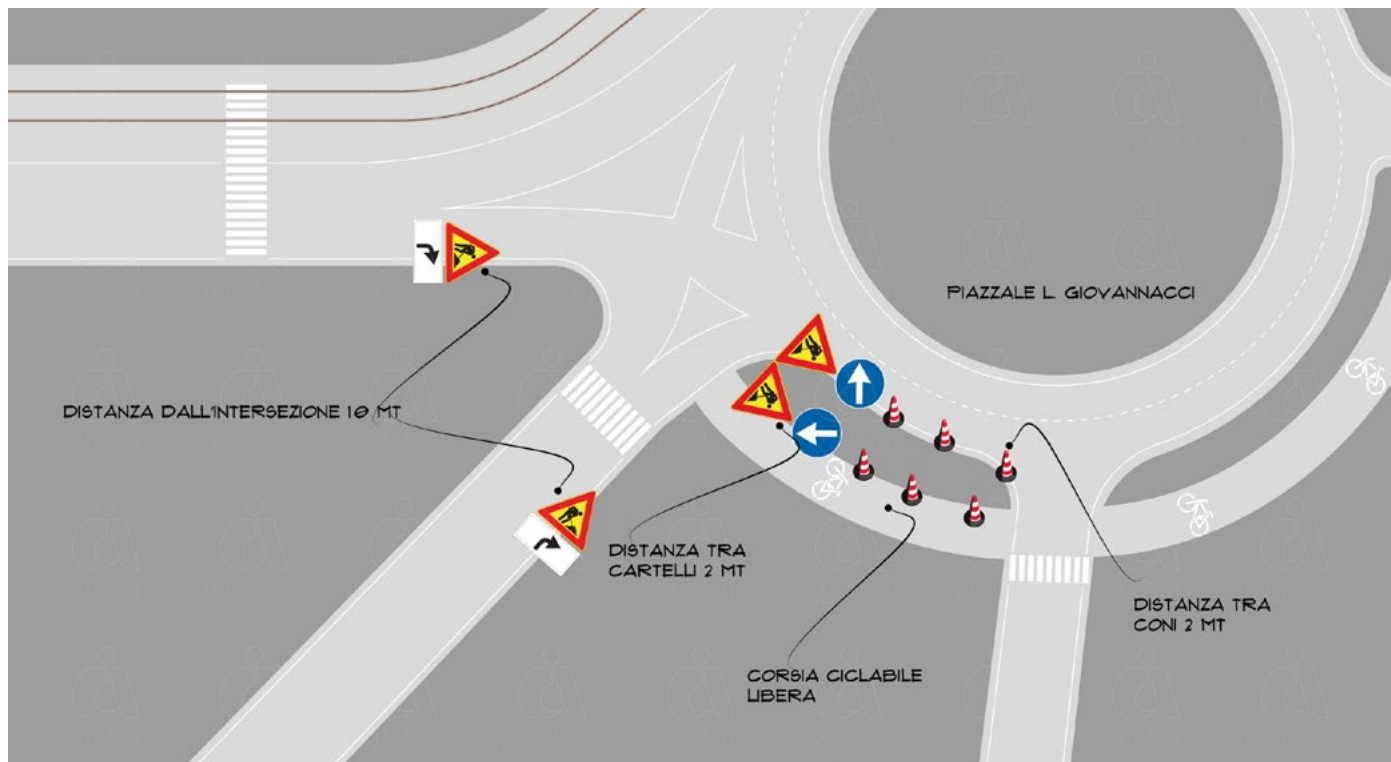 PIAZZALE L. GIOVANNACCI
DISTANZA DALL'INTERSEZIONE 10 MT
DISTANZA TRA
CARTELLI 2 MT
DISTANZA TRA
CONI 2 MT
CORSIA CICLABILE
LIBERA